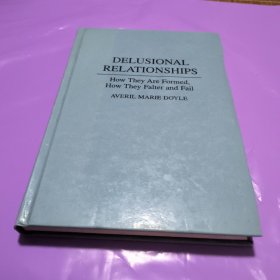 DELUSIONAL
RELATIONSHIPS
How They Are Formed,
How They Falter and Fail
AVERIL MARIE DOYLE